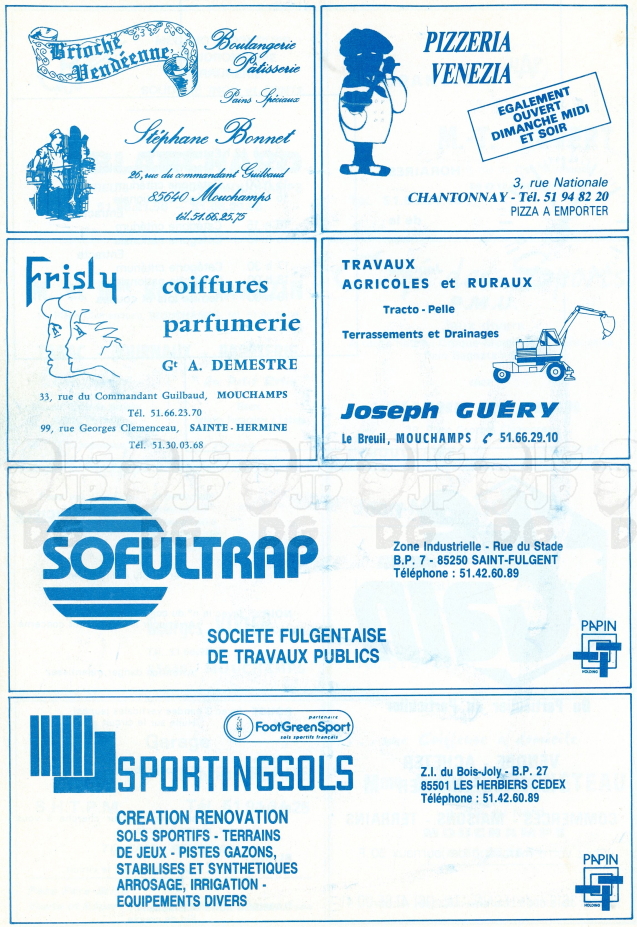 Brioche
Vendéenne
Boulangerie
Pâtisserie
Pains Spéciaux
Stéphane Bonnet
26, rue du commandant Guilbaud
85640 Mouchamps
tél. 51.66.25.75
PIZZERIA
VENEZIA
EGALEMENT
OUVERT
DIMANCHE MIDI
ET SOIR
3, rue Nationale
CHANTONNAY - Tél. 51 94 82 20
PIZZA A EMPORTER
Frisly
coiffures
parfumerie
Gt A. DEMESTRE
33, rue du Commandant Guilbaud, MOUCHAMPS
Tél. 51.66.23.70
99, rue Georges Clemenceau, SAINTE - HERMINE
Tél. 51.30.03.68
TRAVAUX
AGRICOLES et RURAUX
Tracto - Pelle
Terrassements et Drainages
Joseph GUÉRY
Le Breuil, MOUCHAMPS 51.66.29.10
LG
JP
DG
SOFULTRAP
Zone Industrielle - Rue du Stade
B.P. 7 - 85250 SAINT-FULGENT
Téléphone : 51.42.60.89
SOCIETE FULGENTAISE
DE TRAVAUX PUBLICS
PAPIN
HOLDING
partenaire
FootGreenSport
sols sportifs français
SPORTINGSOLS
Z.I. du Bois-Joly - B.P. 27
85501 LES HERBIERS CEDEX
Téléphone : 51.42.60.89
CREATION RENOVATION
SOLS SPORTIFS - TERRAINS
DE JEUX - PISTES GAZONS,
STABILISES ET SYNTHETIQUES
ARROSAGE, IRRIGATION -
EQUIPEMENTS DIVERS
PAPIN
HOLDING